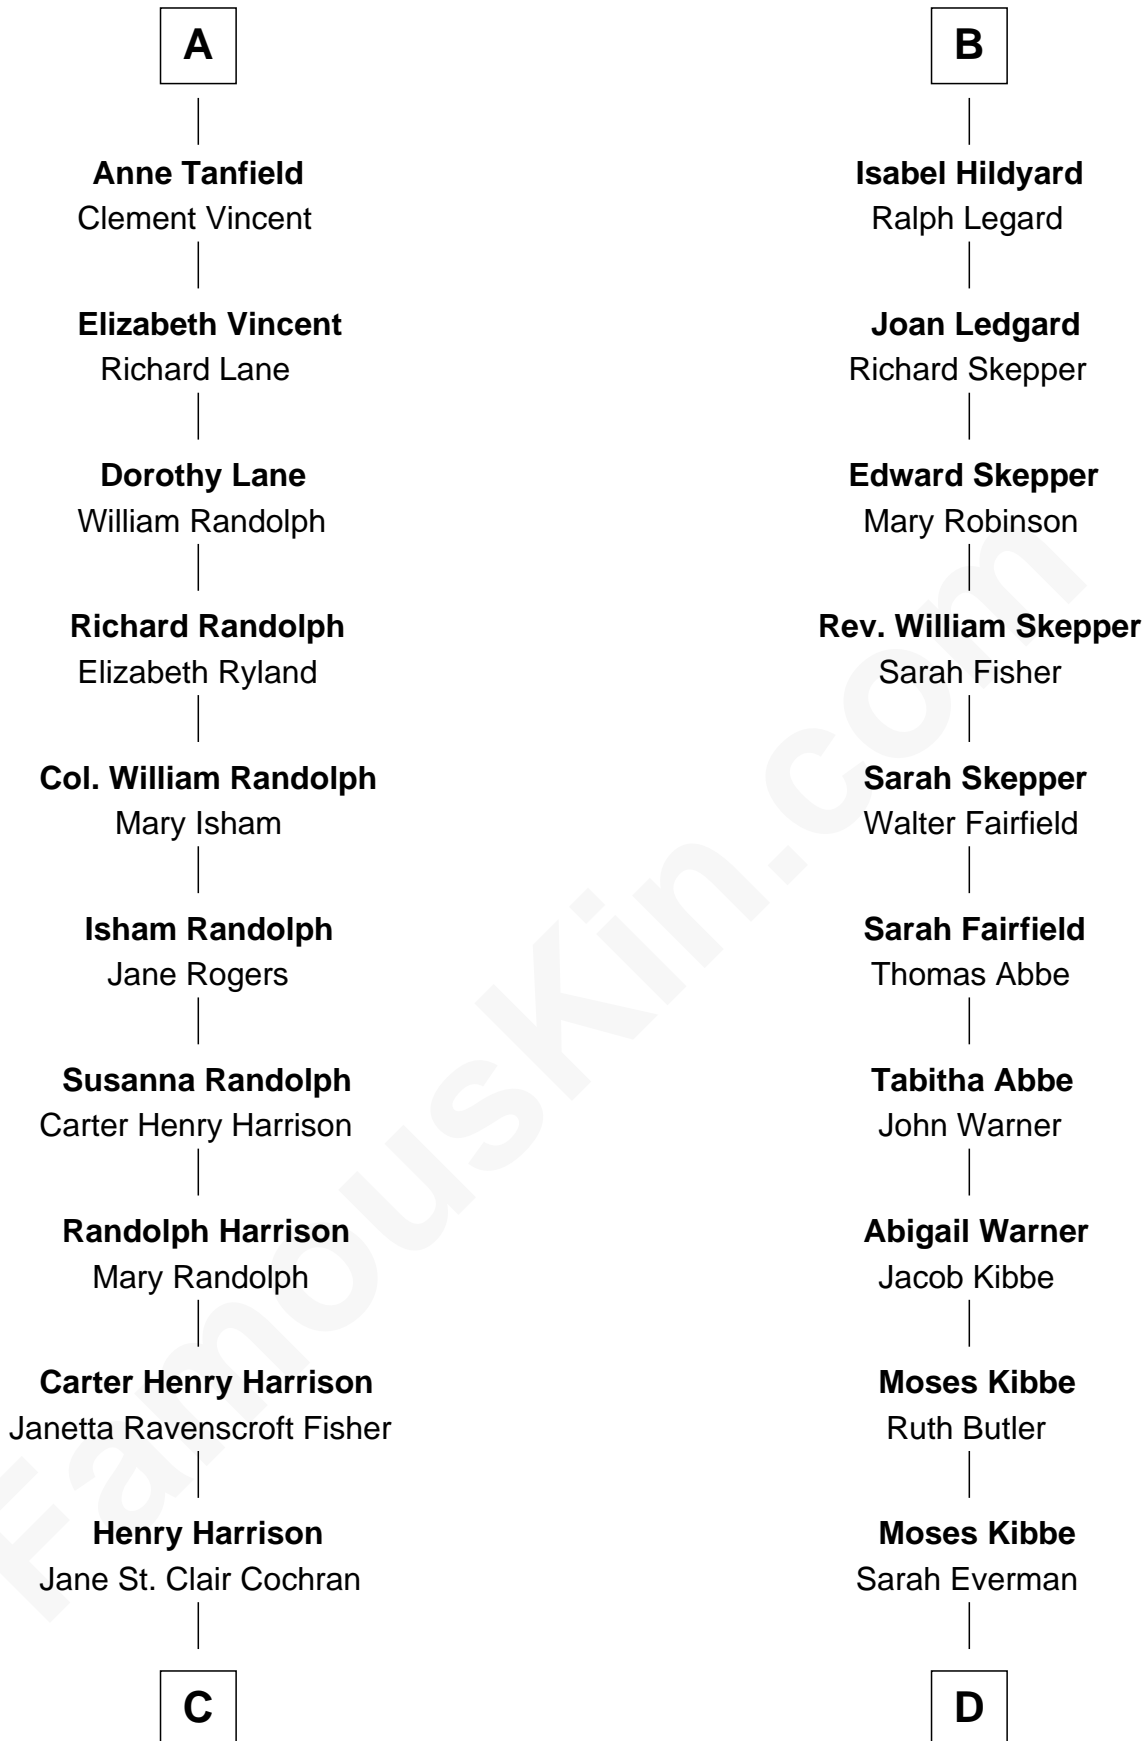 A
Anne Tanfield
Clement Vincent
Elizabeth Vincent
Richard Lane
Dorothy Lane
William Randolph
Richard Randolph
Elizabeth Ryland
Col. William Randolph
Mary Isham
Isham Randolph
Jane Rogers
Susanna Randolph
Carter Henry Harrison
Randolph Harrison
Mary Randolph
Carter Henry Harrison
Janetta Ravenscroft Fisher
Henry Harrison
Jane St. Clair Cochran
C
B
Isabel Hildyard
Ralph Legard
Joan Ledgard
Richard Skepper
Edward Skepper
Mary Robinson
Rev. William Skepper
Sarah Fisher
Sarah Skepper
Walter Fairfield
Sarah Fairfield
Thomas Abbe
Tabitha Abbe
John Warner
Abigail Warner
Jacob Kibbe
Moses Kibbe
Ruth Butler
Moses Kibbe
Sarah Everman
D
FamousKin.com